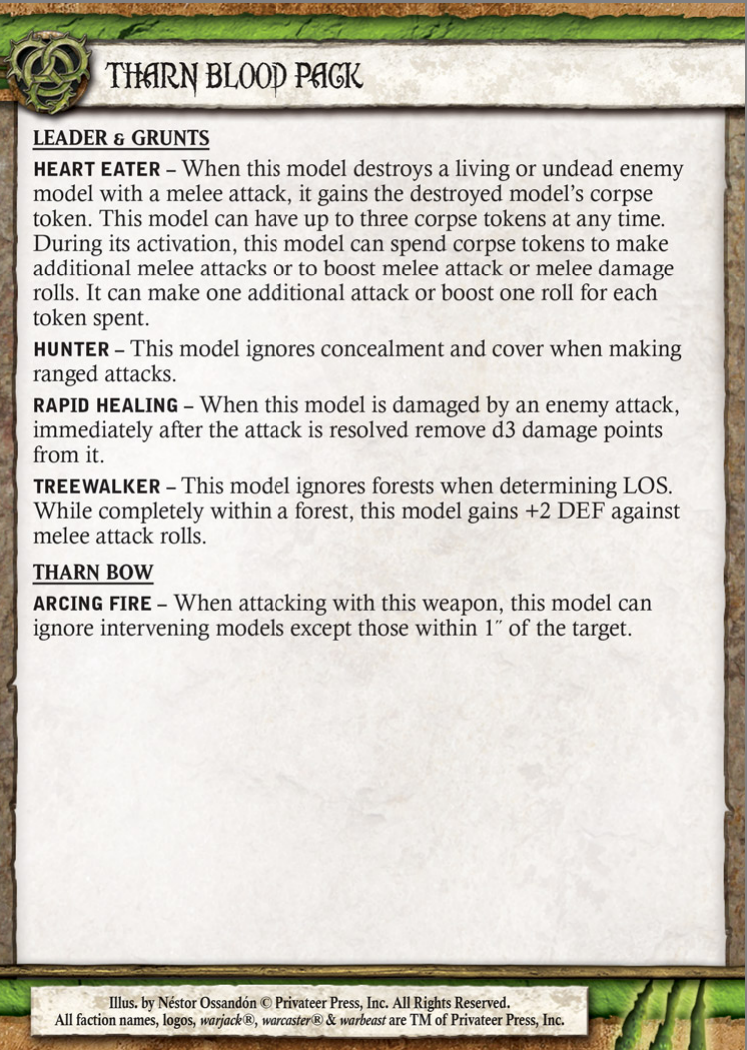 THARN BLOOD PACK
LEADER & GRUNTS
HEART EATER – When this model destroys a living or undead enemy
model with a melee attack, it gains the destroyed model's corpse
token. This model can have up to three corpse tokens at any time.
During its activation, this model can spend corpse tokens to make
additional melee attacks or to boost melee attack or melee damage
rolls. It can make one additional attack or boost one roll for each
token spent.
HUNTER – This model ignores concealment and cover when making
ranged attacks.
RAPID HEALING – When this model is damaged by an enemy attack,
immediately after the attack is resolved remove d3 damage points
from it.
TREEWALKER – This model ignores forests when determining LOS.
While completely within a forest, this model gains +2 DEF against
melee attack rolls.
THARN BOW
ARCING FIRE – When attacking with this weapon, this model can
ignore intervening models except those within 1″ of the target.
Illus. by Néstor Ossandón © Privateer Press, Inc. All Rights Reserved.
All faction names, logos, warjack®, warcaster® & warbeast are TM of Privateer Press, Inc.